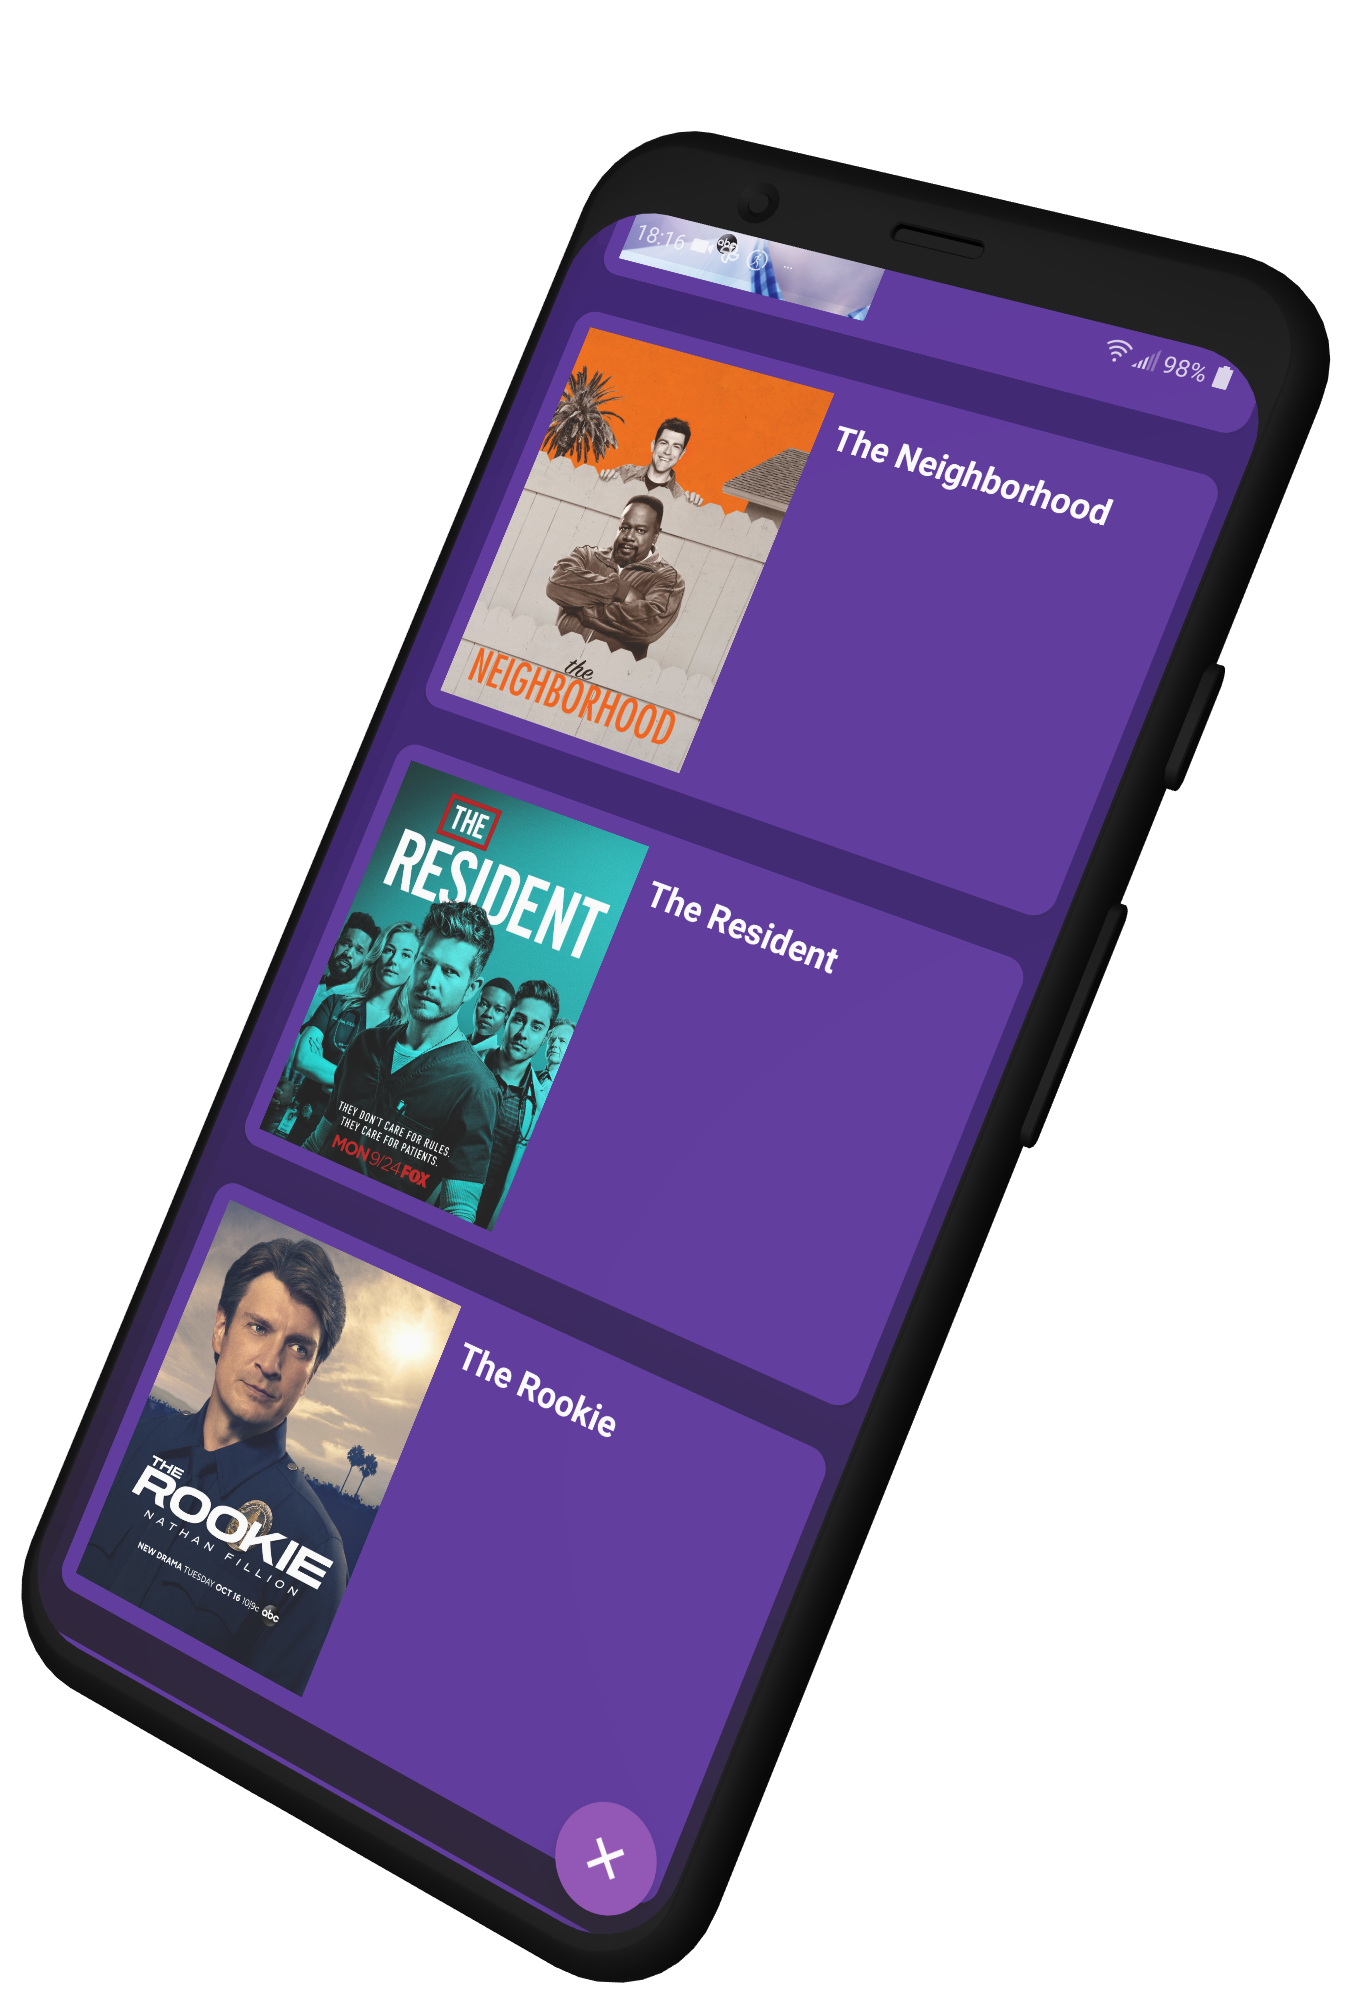 18:16
98%
The Neighborhood
the
NEIGHBORHOOD
The Resident
THE
RESIDENT
THEY DON'T CARE FOR RULES.
THEY CARE FOR PATIENTS.
MON 9/24 FOX
The Rookie
THE
ROOKIE
NATHAN FILLION
NEW DRAMA TUESDAY OCT 16 10|9c abc